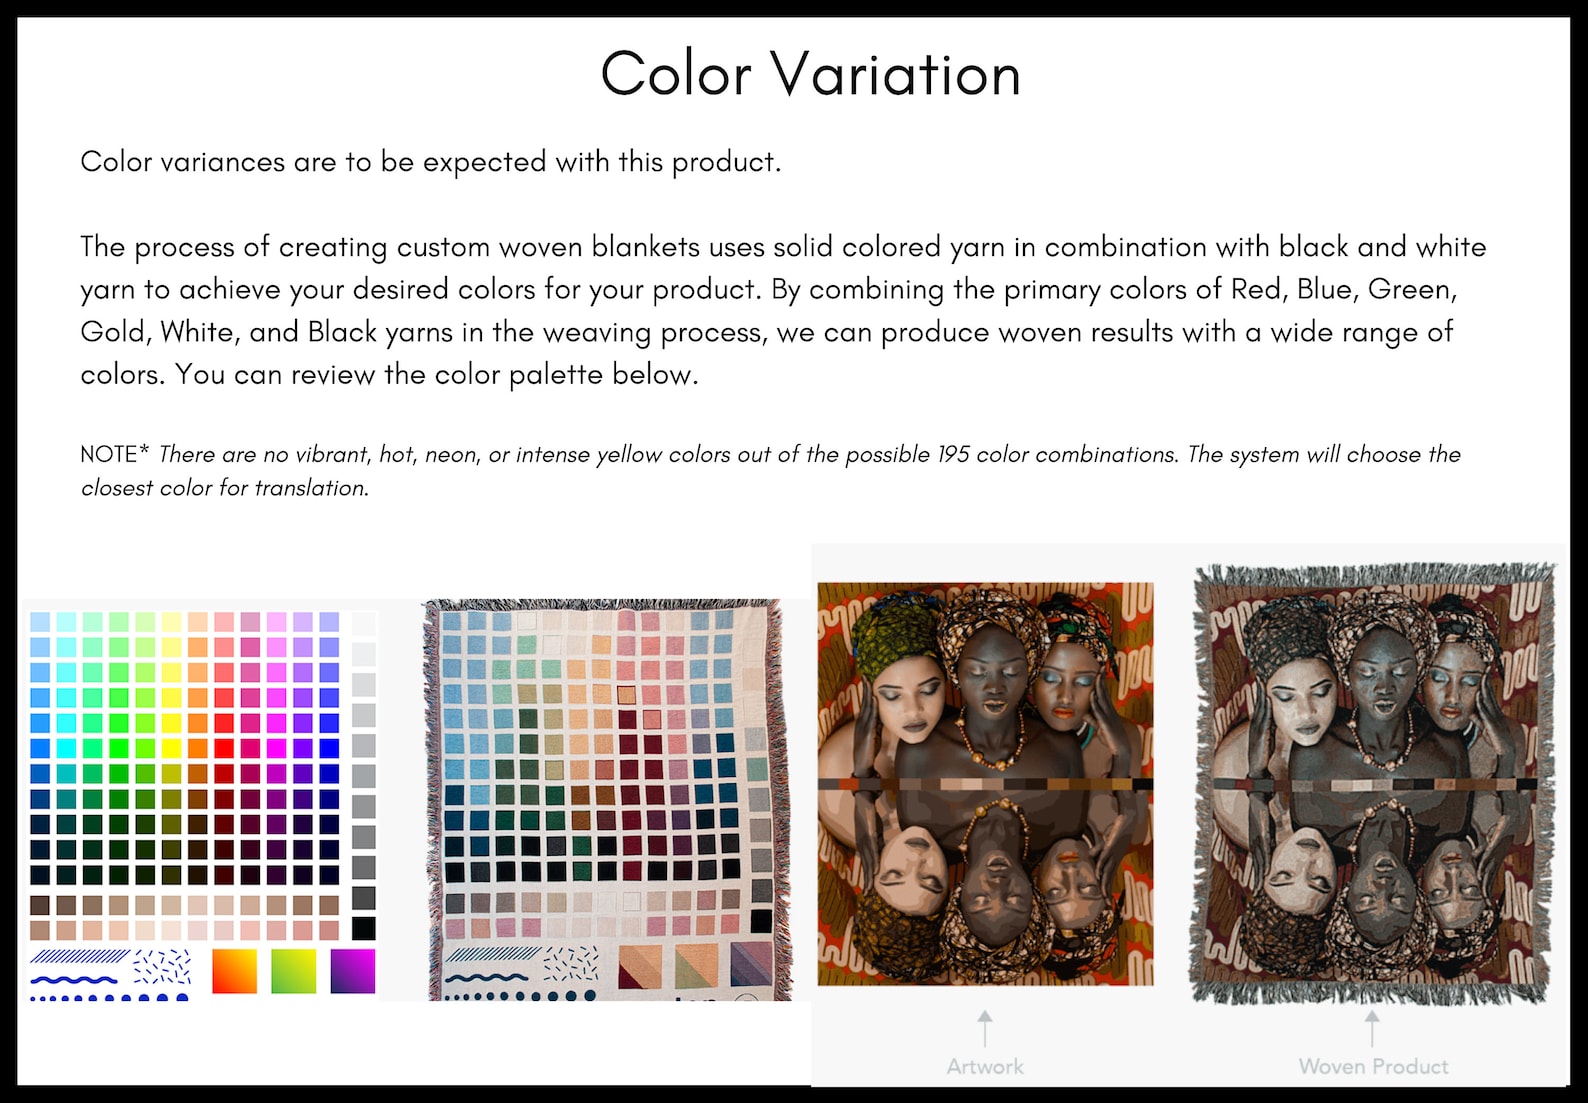 Color Variation
Color variances are to be expected with this product.
The process of creating custom woven blankets uses solid colored yarn in combination with black and white
yarn to achieve your desired colors for your product. By combining the primary colors of Red, Blue, Green,
Gold, White, and Black yarns in the weaving process, we can produce woven results with a wide range of
colors. You can review the color palette below.
NOTE* There are no vibrant, hot, neon, or intense yellow colors out of the possible 195 color combinations. The system will choose the
closest color for translation.
Artwork
Woven Product